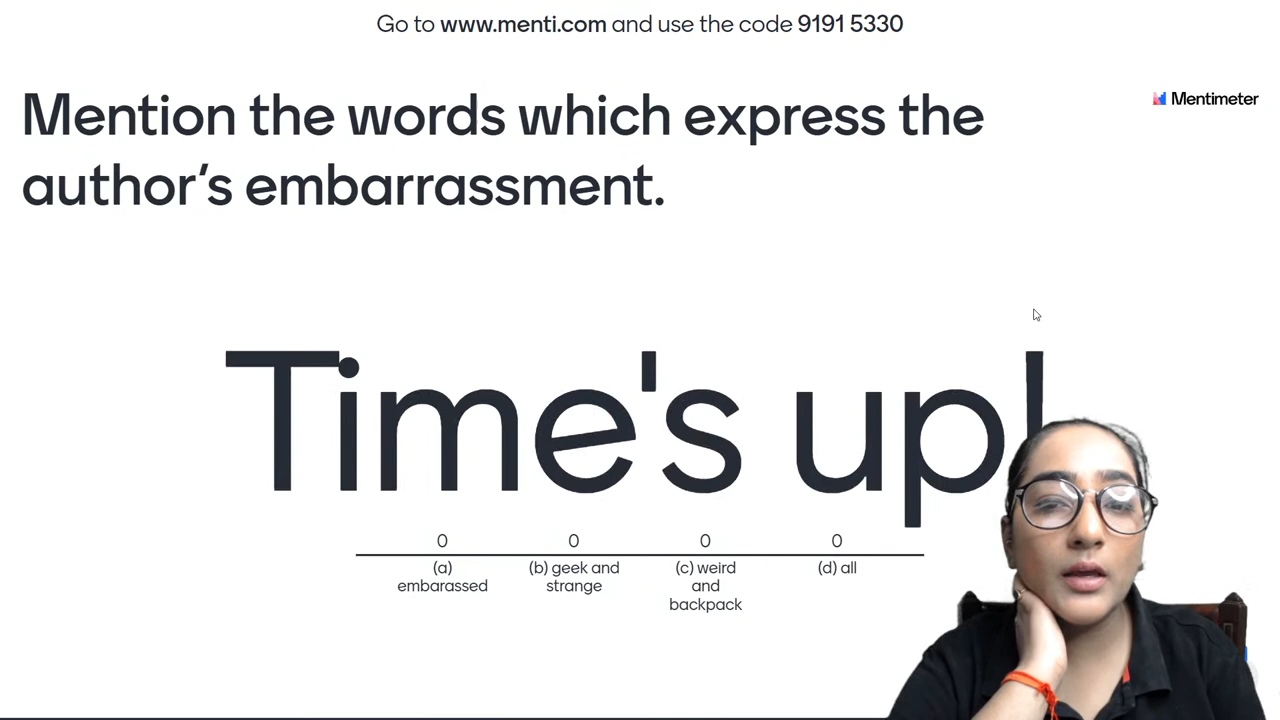 Go to www.menti.com and use the code 9191 5330
Mentimeter
Mention the words which express the
author's embarrassment.
Time's up!
0 0 0 0
(a) embarassed
(b) geek and strange
(c) weird and backpack
(d) all